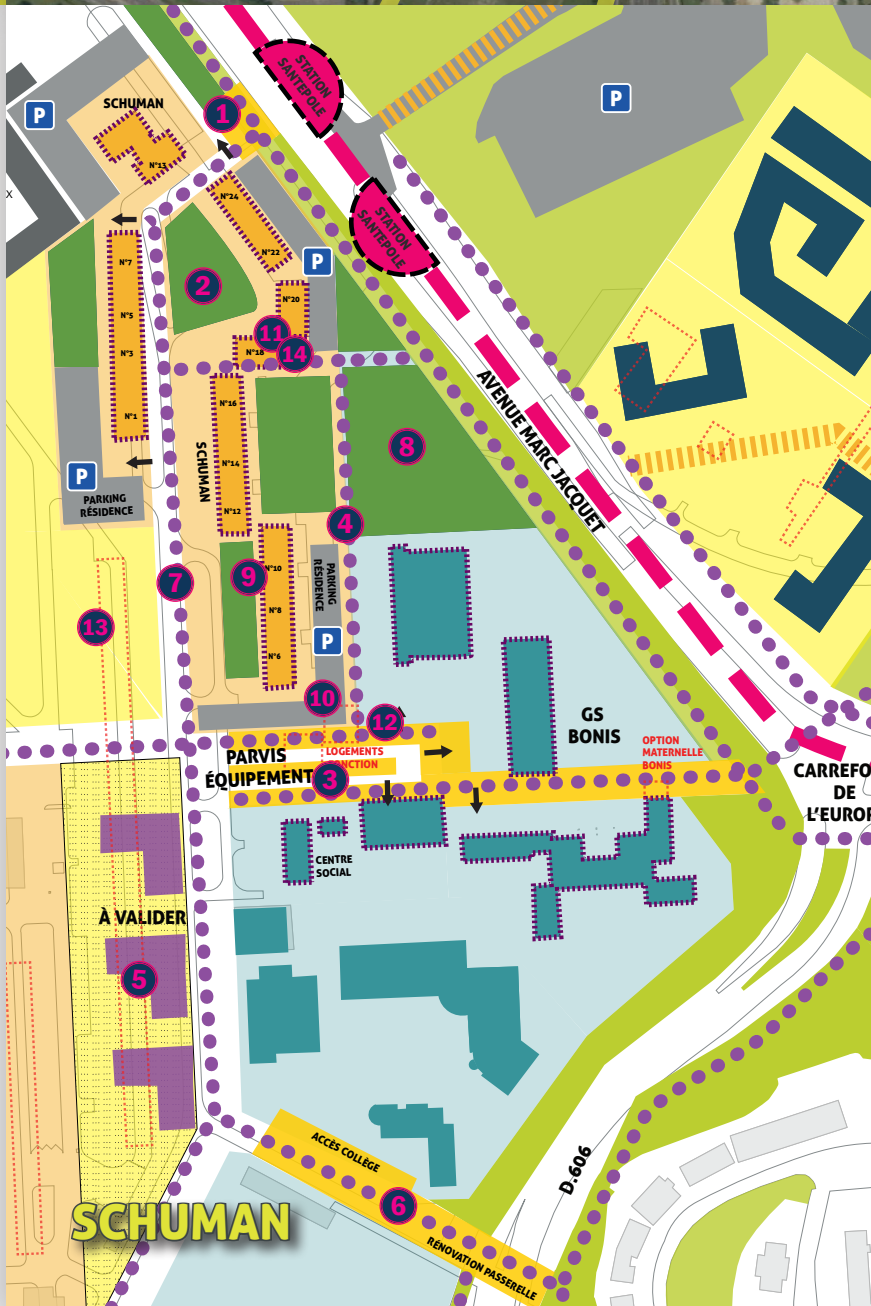 STATION
SANTEPOLE
P
P
SCHUMAN
1
N°13
X
N°24
STATION
SANTEPOLE
N°22
N°7
P
2
N°20
N°5
11
N°18
14
N°3
N°16
N°1
AVENUE MARC JACQUET
8
SCHUMAN
N°14
P
PARKING
RÉSIDENCE
N°12
4
9
N°10
PARKING
RÉSIDENCE
7
N°8
13
P
N°6
10
12
GS
BONIS
PARVIS
ÉQUIPEMENT
LOGEMENTS
FONCTION
3
OPTION
MATERNELLE
BONIS
CARREFO
DE
L'EUROP
CENTRE
SOCIAL
À VALIDER
5
ACCÈS COLLÈGE
D.606
6
SCHUMAN
RÉNOVATION PASSERELLE